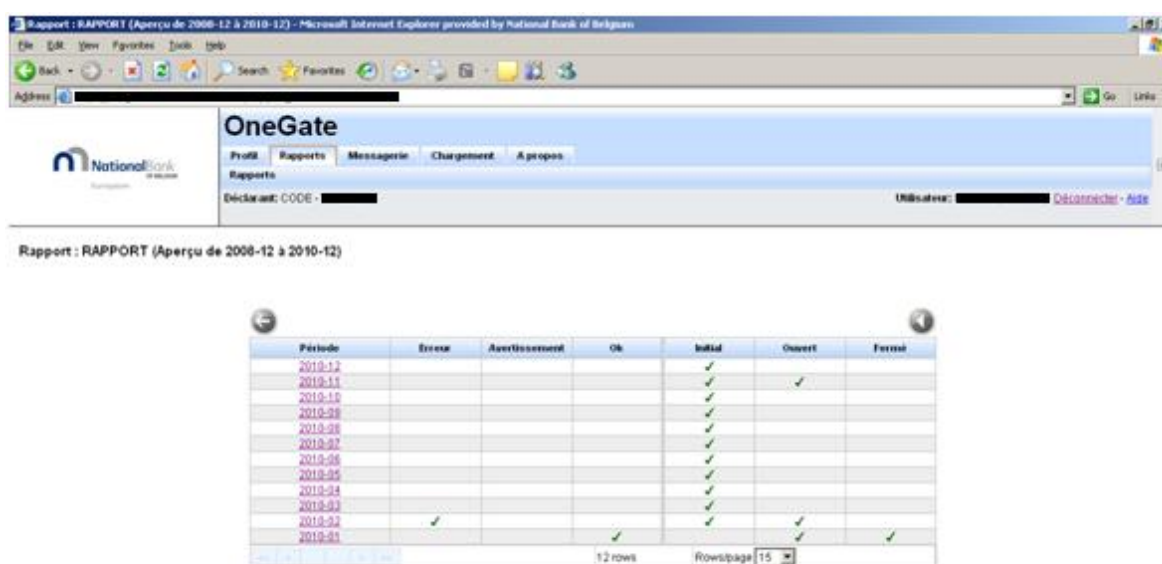 Rapport : RAPPORT (Aperçu de 2008-12 à 2010-12) - Microsoft Internet Explorer provided by National Bank of Belgium
File Edit View Favorites Tools Help
Back Search Favorites
Address Go Links
OneGate
NationalBank
OF BELGIUM
Profil Rapports Messagerie Chargement A propos
Rapports
Déclarant: CODE - Utilisateur: Déconnecter - Aide
Rapport : RAPPORT (Aperçu de 2008-12 à 2010-12)
Période Erreur Avertissement Ok Initial Ouvert Fermé
2010-12 ✓
2010-11 ✓ ✓
2010-10 ✓
2010-09 ✓
2010-08 ✓
2010-07 ✓
2010-06 ✓
2010-05 ✓
2010-04 ✓
2010-03 ✓
2010-02 ✓ ✓ ✓
2010-01 ✓ ✓ ✓
12 rows Rows/page 15